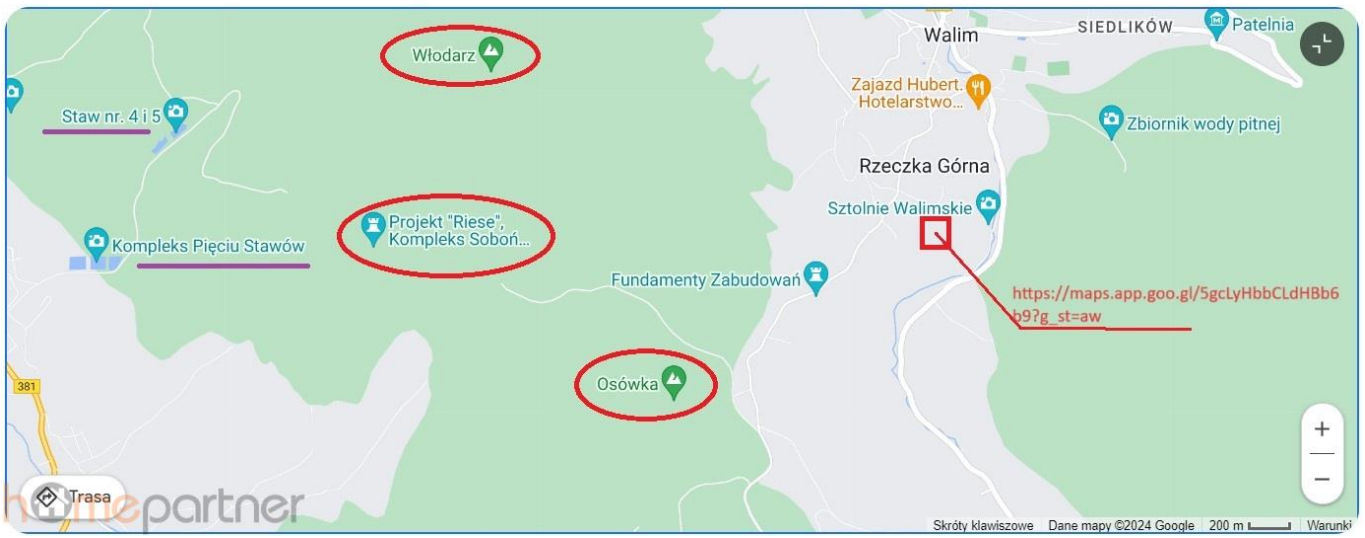 Walim
SIEDLIKÓW
Patelnia
Włodarz
Zajazd Hubert.
Hotelarstwo...
Staw nr. 4 i 5
Zbiornik wody pitnej
Rzeczka Górna
Sztolnie Walimskie
Projekt "Riese",
Kompleks Soboń...
Kompleks Pięciu Stawów
Fundamenty Zabudowań
https://maps.app.goo.gl/5gcLyHbbCLdHBb6
b9?g_st=aw
Osówka
381
Trasa
homepartner
Skróty klawiszowe Dane mapy ©2024 Google 200 m Warunki